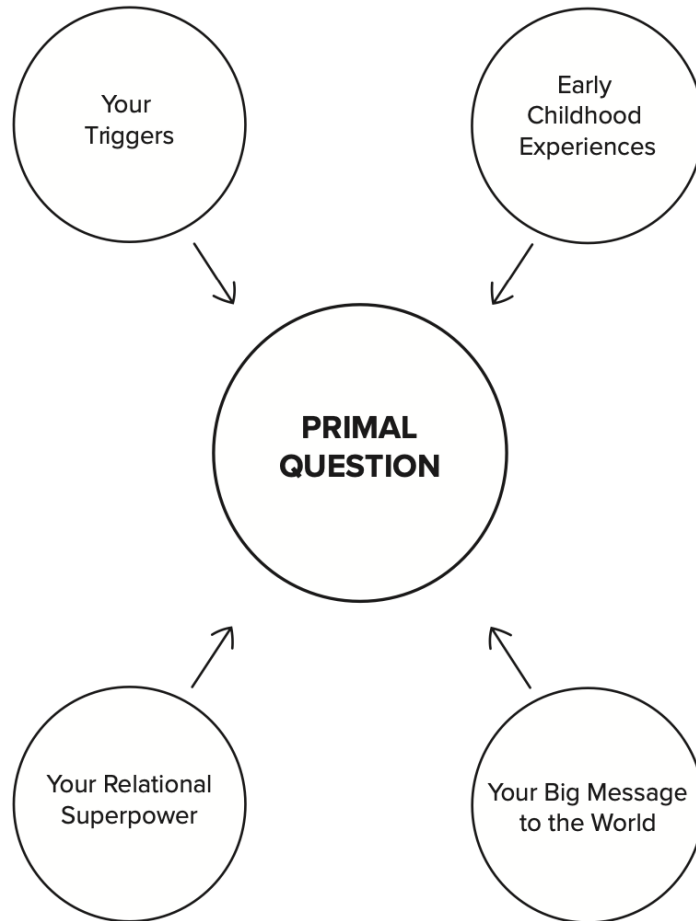 Your
Triggers
Early
Childhood
Experiences
PRIMAL
QUESTION
Your Relational
Superpower
Your Big Message
to the World